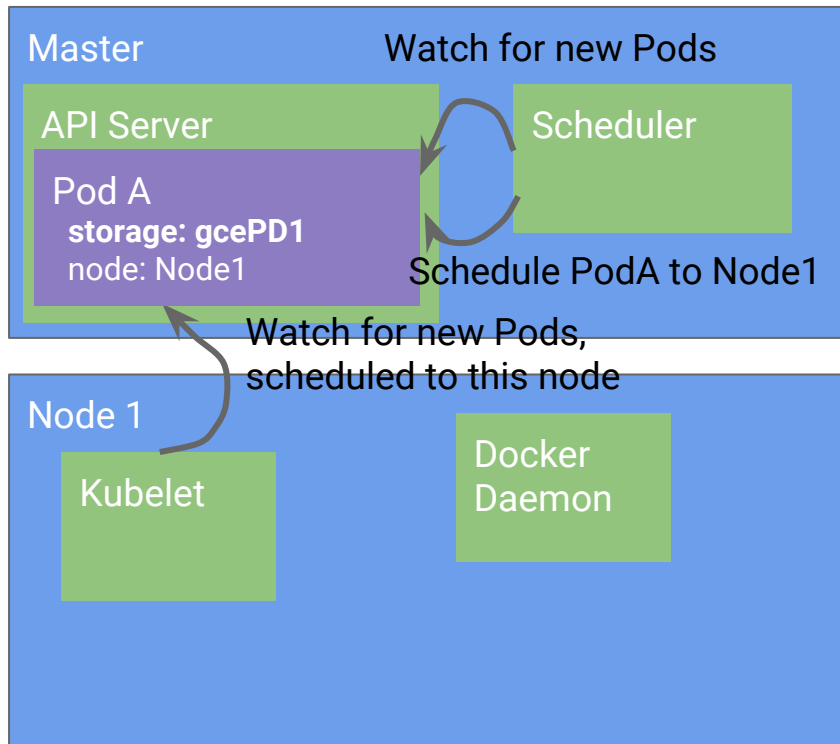 Master
Watch for new Pods
API Server
Scheduler
Pod A
storage: gcePD1
node: Node1
Schedule PodA to Node1
Watch for new Pods,
scheduled to this node
Node 1
Kubelet
Docker
Daemon